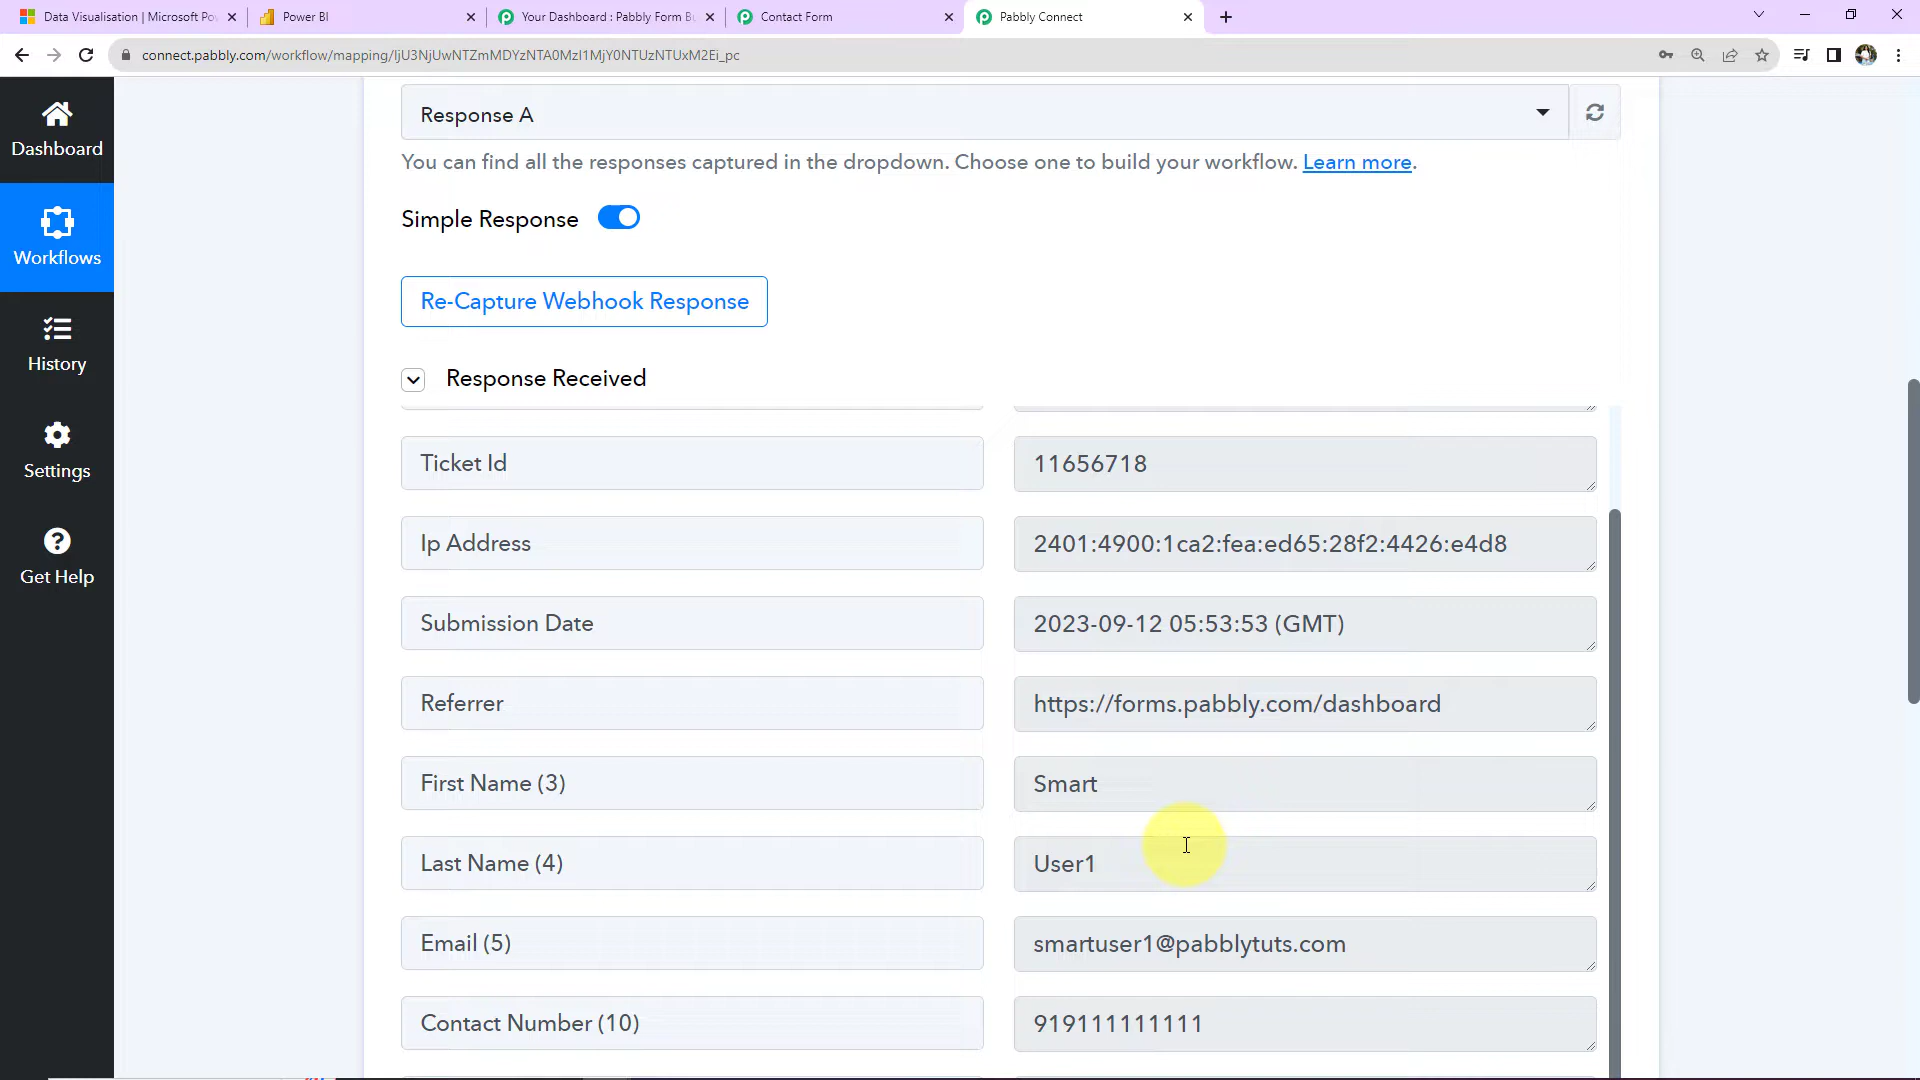 Data Visualisation | Microsoft Po
Power BI
Your Dashboard : Pabbly Form Bu
Contact Form
Pabbly Connect
connect.pabbly.com/workflow/mapping/IjU3NjUwNTZmMDYzNTA0MzI1MjY0NTUzNTUxM2Ei_pc
Dashboard
Workflows
History
Settings
Get Help
Response A
You can find all the responses captured in the dropdown. Choose one to build your workflow. Learn more.
Simple Response
Re-Capture Webhook Response
Response Received
Ticket Id
11656718
Ip Address
2401:4900:1ca2:fea:ed65:28f2:4426:e4d8
Submission Date
2023-09-12 05:53:53 (GMT)
Referrer
https://forms.pabbly.com/dashboard
First Name (3)
Smart
Last Name (4)
User1
Email (5)
smartuser1@pabblytuts.com
Contact Number (10)
919111111111